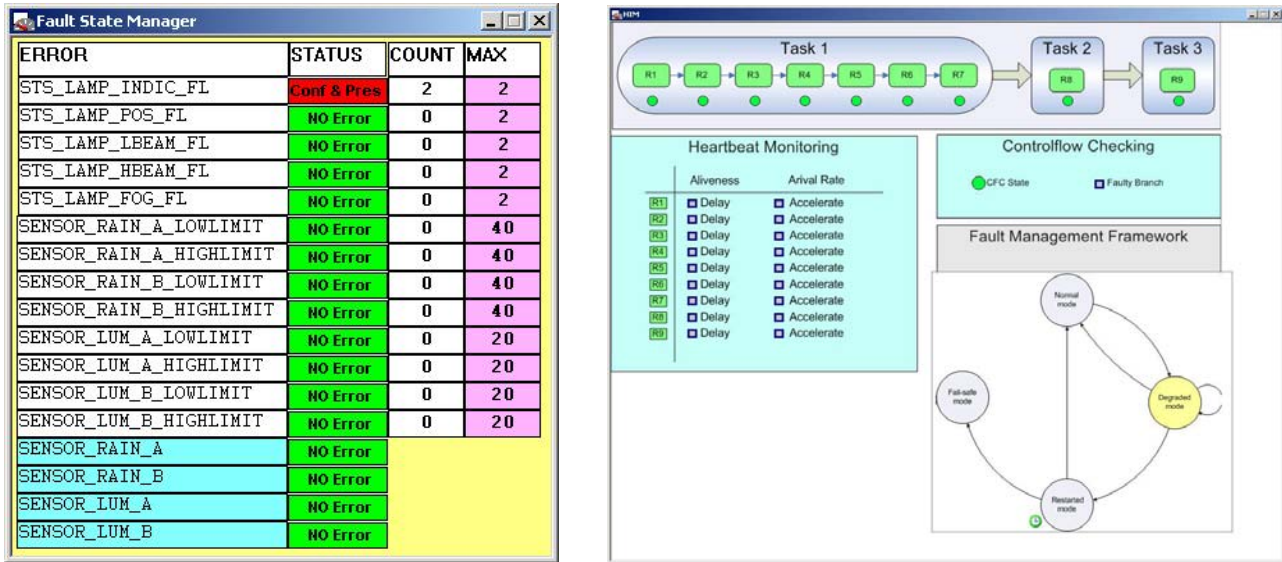 Fault State Manager
ERROR STATUS COUNT MAX
STS_LAMP_INDIC_FL Conf & Pres 2 2
STS_LAMP_POS_FL NO Error 0 2
STS_LAMP_LBEAM_FL NO Error 0 2
STS_LAMP_HBEAM_FL NO Error 0 2
STS_LAMP_FOG_FL NO Error 0 2
SENSOR_RAIN_A_LOWLIMIT NO Error 0 40
SENSOR_RAIN_A_HIGHLIMIT NO Error 0 40
SENSOR_RAIN_B_LOWLIMIT NO Error 0 40
SENSOR_RAIN_B_HIGHLIMIT NO Error 0 40
SENSOR_LUM_A_LOWLIMIT NO Error 0 20
SENSOR_LUM_A_HIGHLIMIT NO Error 0 20
SENSOR_LUM_B_LOWLIMIT NO Error 0 20
SENSOR_LUM_B_HIGHLIMIT NO Error 0 20
SENSOR_RAIN_A NO Error
SENSOR_RAIN_B NO Error
SENSOR_LUM_A NO Error
SENSOR_LUM_B NO Error
HIM
Task 1 Task 2 Task 3
R1 R2 R3 R4 R5 R6 R7 R8 R9
Heartbeat Monitoring
Aliveness Arival Rate
R1 Delay Accelerate
R2 Delay Accelerate
R3 Delay Accelerate
R4 Delay Accelerate
R5 Delay Accelerate
R6 Delay Accelerate
R7 Delay Accelerate
R8 Delay Accelerate
R9 Delay Accelerate
Controlflow Checking
CFC State Faulty Branch
Fault Management Framework
Normal
mode
Fail-safe
mode
Degraded
mode
Restarted
mode